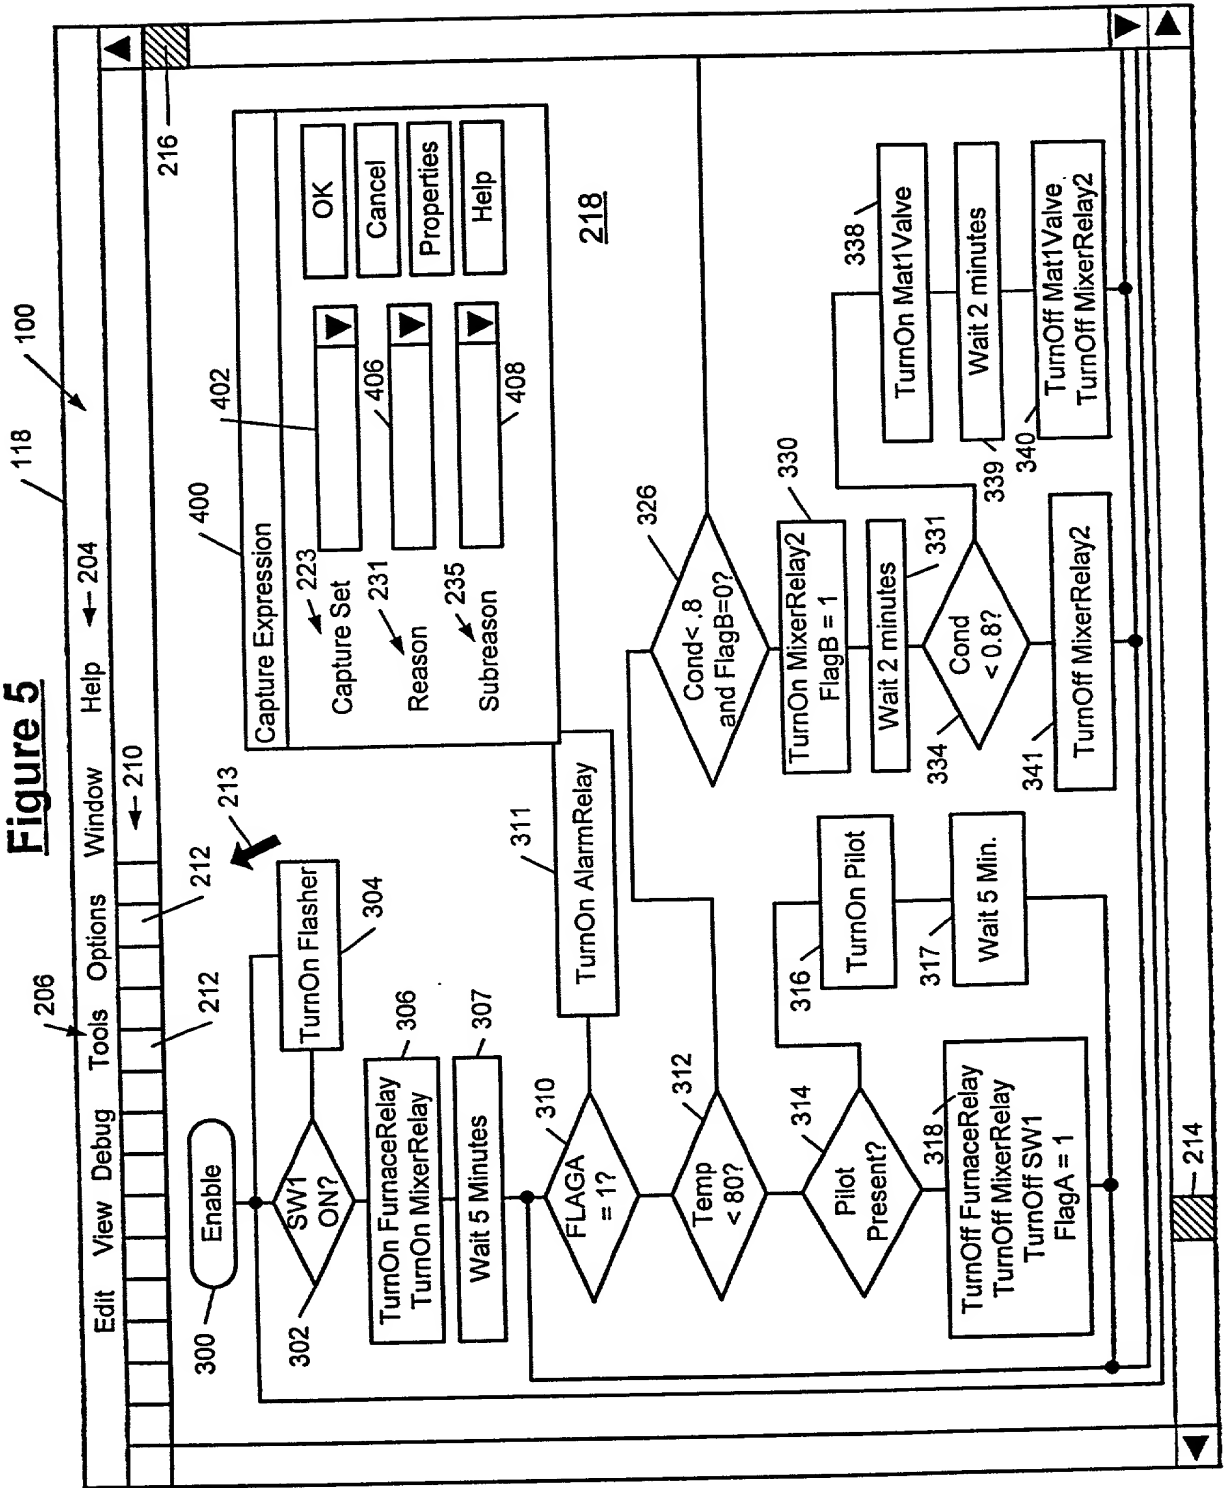 Figure 5
118
100
206
204
Edit View Debug Tools Options Window Help
210
212
212
213
216
400
Capture Expression
402
223
Capture Set
OK
Cancel
231
406
Reason
Properties
235
408
Subreason
Help
218
300
Enable
302
SW1
ON?
TurnOn Flasher
304
TurnOn FurnaceRelay
TurnOn MixerRelay
306
Wait 5 Minutes
307
310
FLAGA
= 1?
311
TurnOn AlarmRelay
312
Temp
< 80?
314
Pilot
Present?
316
TurnOn Pilot
317
Wait 5 Min.
318
TurnOff FurnaceRelay
TurnOff MixerRelay
TurnOff SW1
FlagA = 1
326
Cond< .8
and FlagB=0?
330
TurnOn MixerRelay2
FlagB = 1
331
Wait 2 minutes
334
Cond
< 0.8?
338
TurnOn Mat1Valve
339
Wait 2 minutes
340
TurnOff Mat1Valve
TurnOff MixerRelay2
341
TurnOff MixerRelay2
214